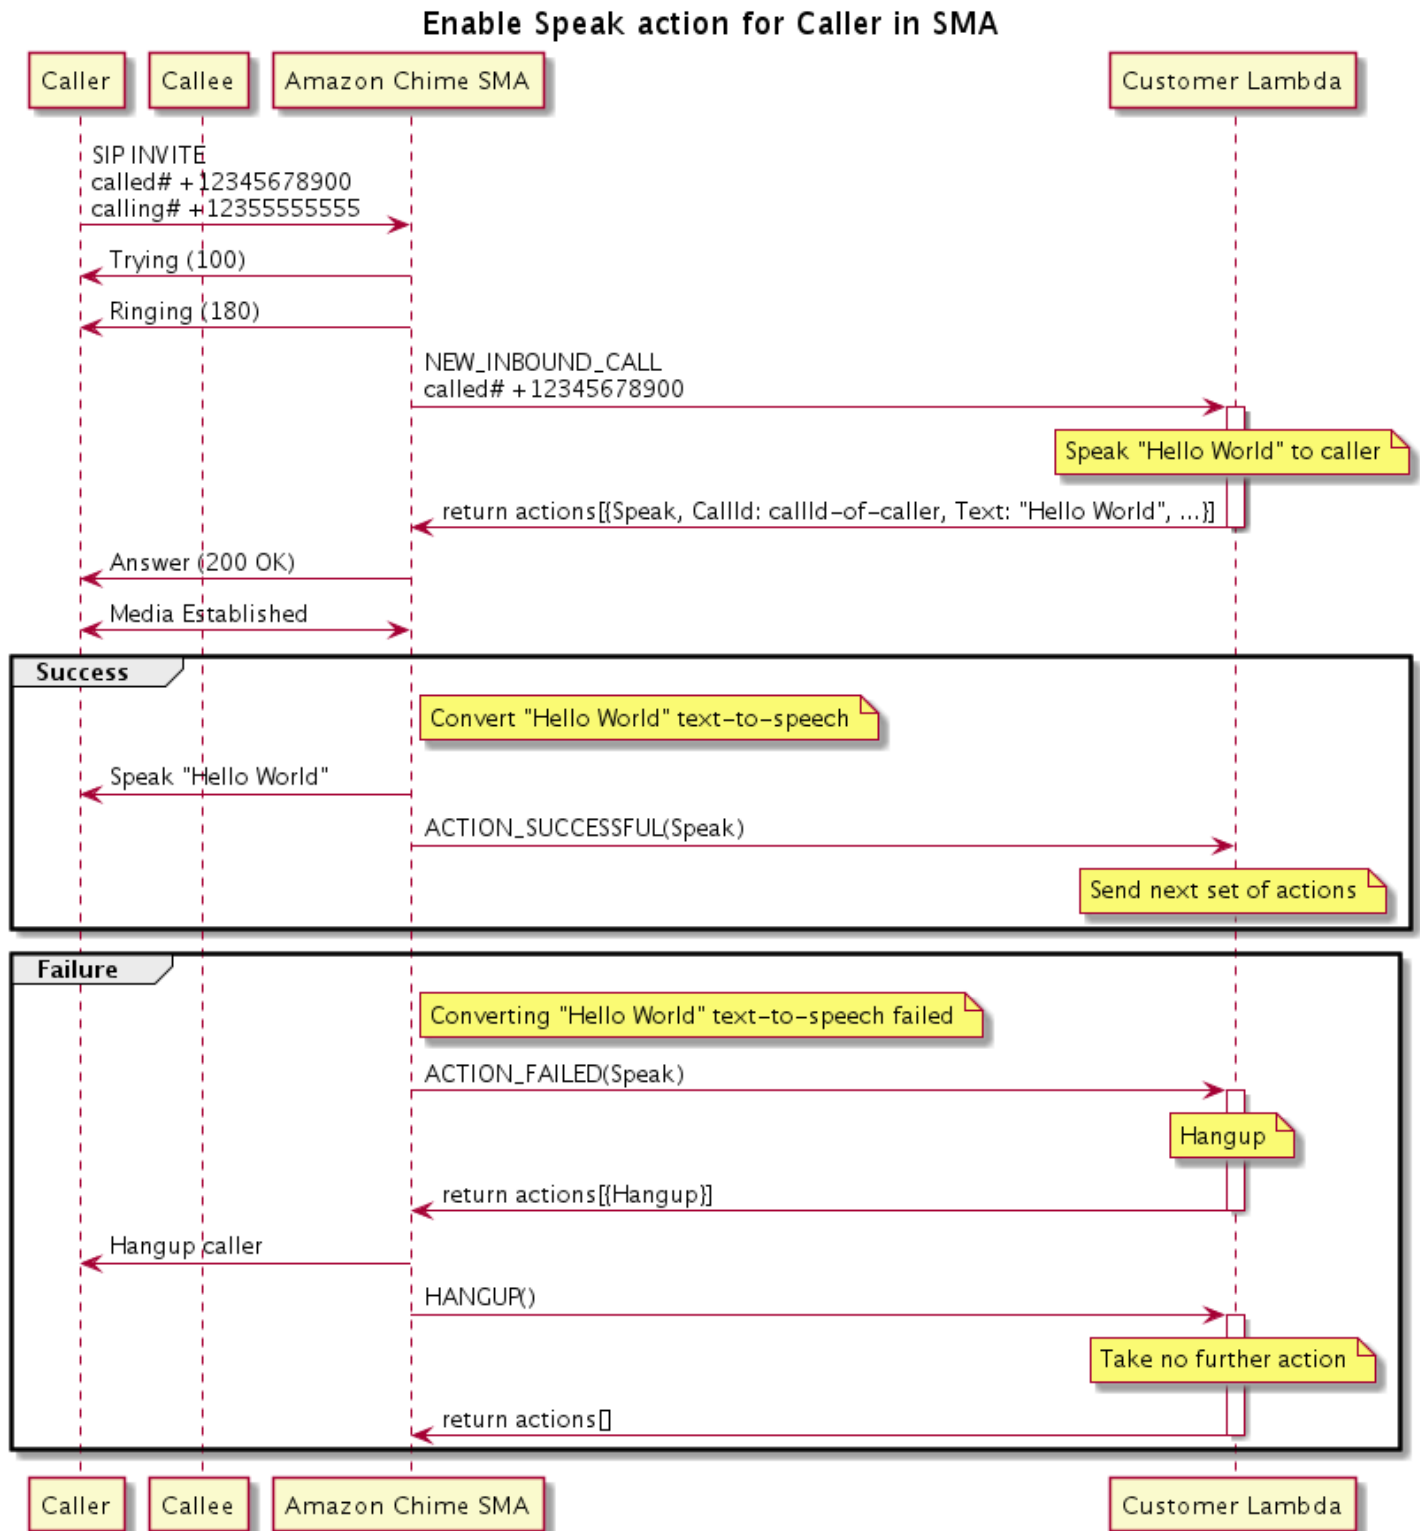 Enable Speak action for Caller in SMA
Caller
Callee
Amazon Chime SMA
Customer Lambda
SIP INVITE
called# +12345678900
calling# +12355555555
Trying (100)
Ringing (180)
NEW_INBOUND_CALL
called# +12345678900
Speak "Hello World" to caller
return actions[{Speak, CallId: callId-of-caller, Text: "Hello World", ...}]
Answer (200 OK)
Media Established
Success
Convert "Hello World" text-to-speech
Speak "Hello World"
ACTION_SUCCESSFUL(Speak)
Send next set of actions
Failure
Converting "Hello World" text-to-speech failed
ACTION_FAILED(Speak)
Hangup
return actions[{Hangup}]
Hangup caller
HANGUP()
Take no further action
return actions[]
Caller
Callee
Amazon Chime SMA
Customer Lambda